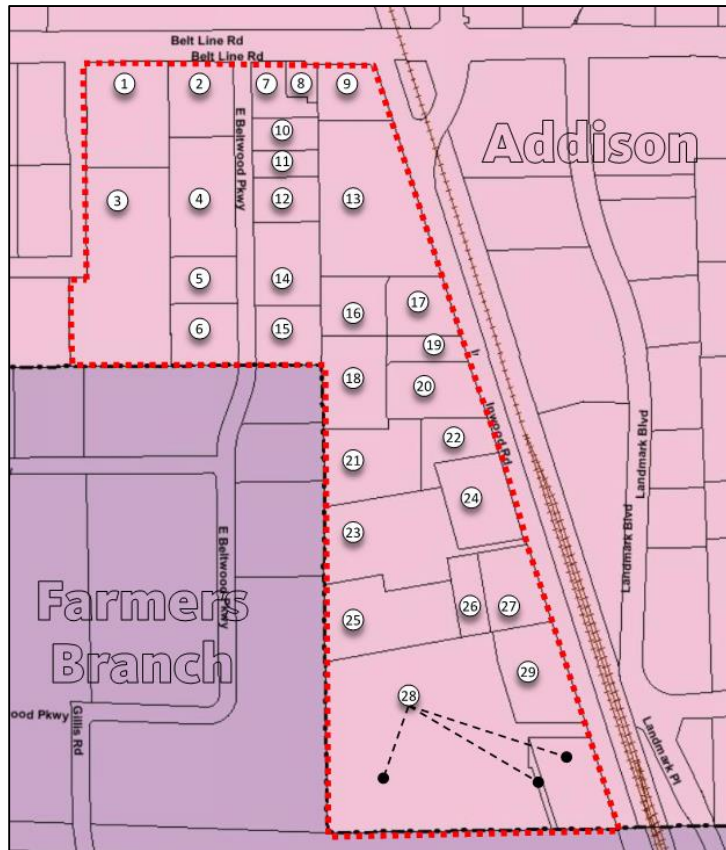 Belt Line Rd
Belt Line Rd
1
2
7
8
9
E Beltwood Pkwy
10
11
12
13
3
4
Addison
5
14
6
15
16
17
18
19
20
Inwood Rd
21
22
23
24
Landmark Blvd
Landmark Blvd
E Beltwood Pkwy
Farmers
Branch
25
26
27
28
29
ood Pkwy
Gillis Rd
Landmark Pl